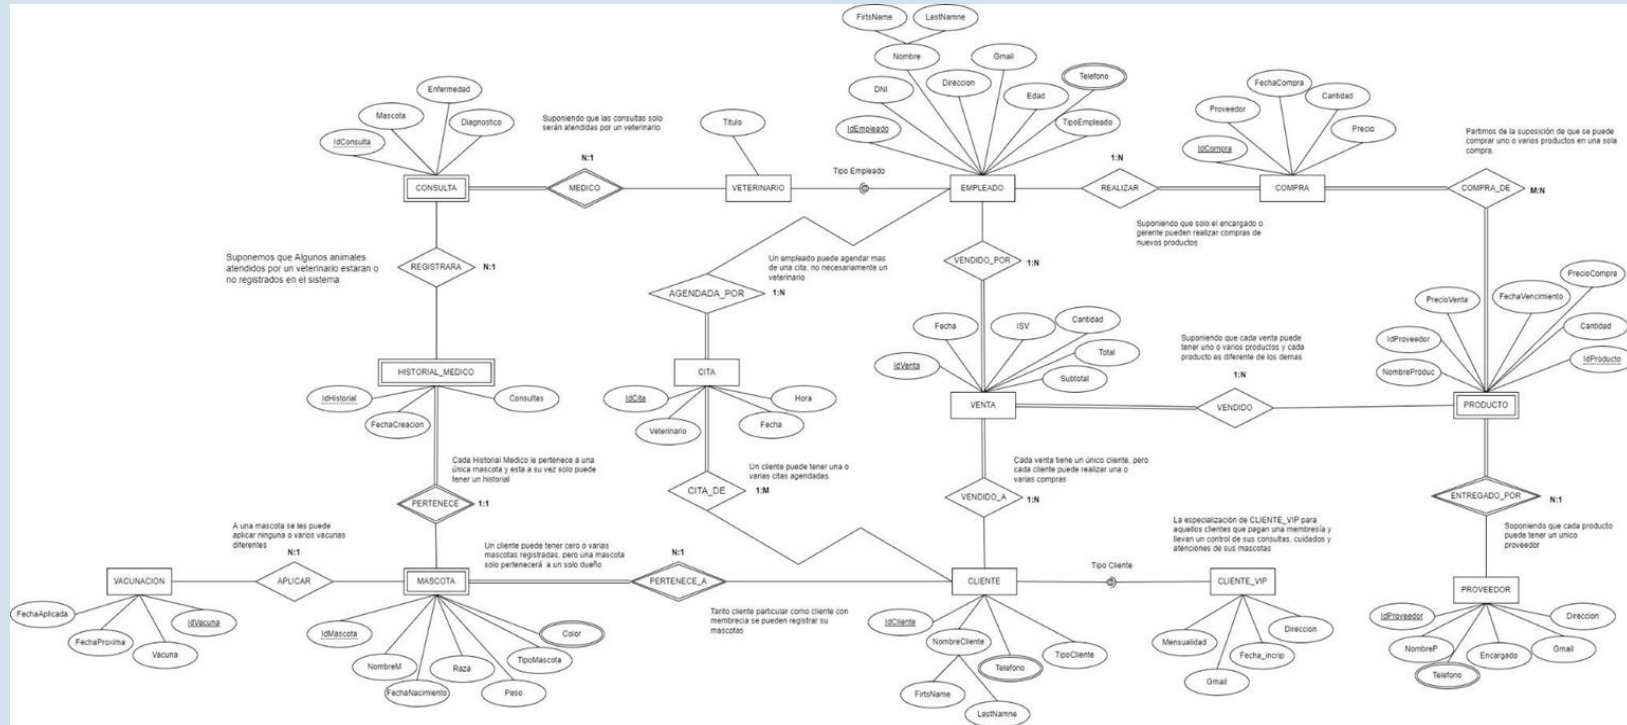 FirtsName
LastNamne
Nombre
Gmail
DNI
Direccion
Edad
Telefono
IdEmpleado
TipoEmpleado
Enfermedad
Mascota
Diagnostico
IdConsulta
Suponiendo que las consultas solo
serán atendidas por un veterinario
Titulo
FechaCompra
Proveedor
Cantidad
IdCompra
Precio
Partimos de la suposición de que se puede
comprar uno o varios productos en una sola
compra.
N:1
Tipo Empleado
1:N
CONSULTA
MEDICO
VETERINARIO
EMPLEADO
REALIZAR
COMPRA
COMPRA_DE
M:N
Suponiendo que solo el encargado o
gerente pueden realizar compras de
nuevos productos
Suponemos que Algunos animales
atendidos por un veterinario estaran o
no registrados en el sistema.
REGISTRARA
N:1
Un empleado puede agendar mas
de una cita, no necesariamente un
veterinario
AGENDADA_POR
1:N
VENDIDO_POR
1:N
PrecioCompra
PrecioVenta
FechaVencimiento
IdProveedor
Cantidad
NombreProduc
IdProducto
Fecha
ISV
Cantidad
IdVenta
Total
Subtotal
Suponiendo que cada venta puede
tener uno o varios productos y cada
producto es diferente de los demas
1:N
HISTORIAL_MEDICO
CITA
IdHistorial
Consultas
FechaCreacion
IdCita
Hora
Veterinario
Fecha
VENTA
VENDIDO
PRODUCTO
Cada Historial Medico le pertenece a una
única mascota y esta a su vez solo puede
tener un historial
Un cliente puede tener una o
varias citas agendadas
Cada venta tiene un único cliente, pero
cada cliente puede realizar una o
varias compras
PERTENECE
1:1
CITA_DE
1:M
VENDIDO_A
1:N
ENTREGADO_POR
N:1
La especialización de CLIENTE_VIP para
aquellos clientes que pagan una membresía y
llevan un control de sus consultas, cuidados y
atenciones de sus mascotas
Soponiendo que cada producto
puede tener un unico
proveedor
A una mascota se les puede
aplicar ninguna o varios vacunas
diferentes
N:1
Un cliente puede tener cero o varias
mascotas registradas, pero una mascota
solo pertenecerá a un solo dueño
N:1
Tipo Cliente
VACUNACION
APLICAR
MASCOTA
PERTENECE_A
CLIENTE
CLIENTE_VIP
PROVEEDOR
FechaAplicada
IdVacuna
FechaProxima
Vacuna
IdMascota
Color
NombreM
Raza
TipoMascota
FechaNacimiento
Peso
Tanto cliente particular como cliente con
membrecia se pueden registrar su
mascotas
IdCliente
NombreCliente
Telefono
TipoCliente
FirtsName
LastNamne
Mensualidad
Direccion
Fecha_incrip
Gmail
IdProveedor
Direccion
NombreP
Encargado
Gmail
Telefono